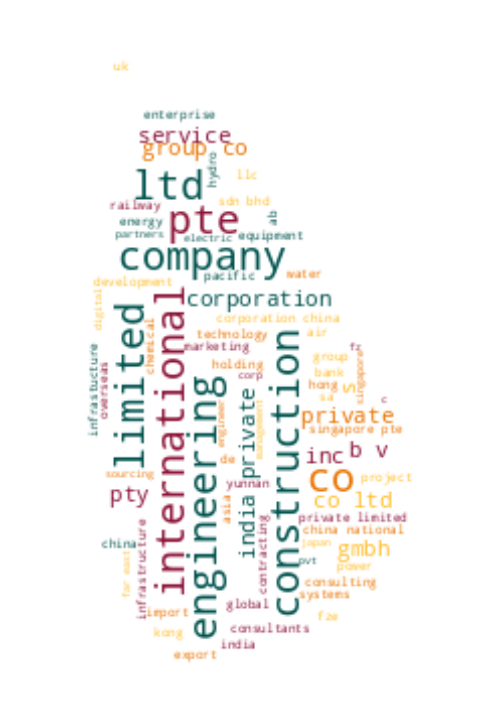 uk
enterprise
service
group co
hydro
ltd
llc
railway
sdn bhd
pte
ab
energy
partners
electric
equipment
company
pacific
water
development
digital
international
corporation
limited
corporation china
chemical
technology
air
construction
marketing
infrastucture
overseas
holding
corp
group
fz
singapore
bank
hong
s
sa
c
engineering
private
india private
engineer
management
singapore pte
inc
b v
de
sourcing
co
project
yunnan
pty
asia
co ltd
private limited
contracting
china national
infrastructure
china
japan
gmbh
far east
pvt
power
consulting
systems
global
import
fze
kong
consultants
india
export